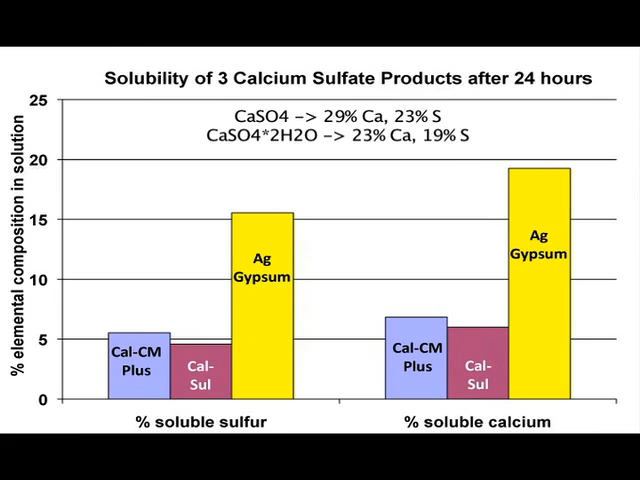 Solubility of 3 Calcium Sulfate Products after 24 hours
% elemental composition in solution
25
20
15
10
5
0
CaSO4 -> 29% Ca, 23% S
CaSO4*2H2O -> 23% Ca, 19% S
Cal-CM
Plus
Cal-
Sul
Ag
Gypsum
Cal-CM
Plus
Cal-
Sul
Ag
Gypsum
% soluble sulfur
% soluble calcium